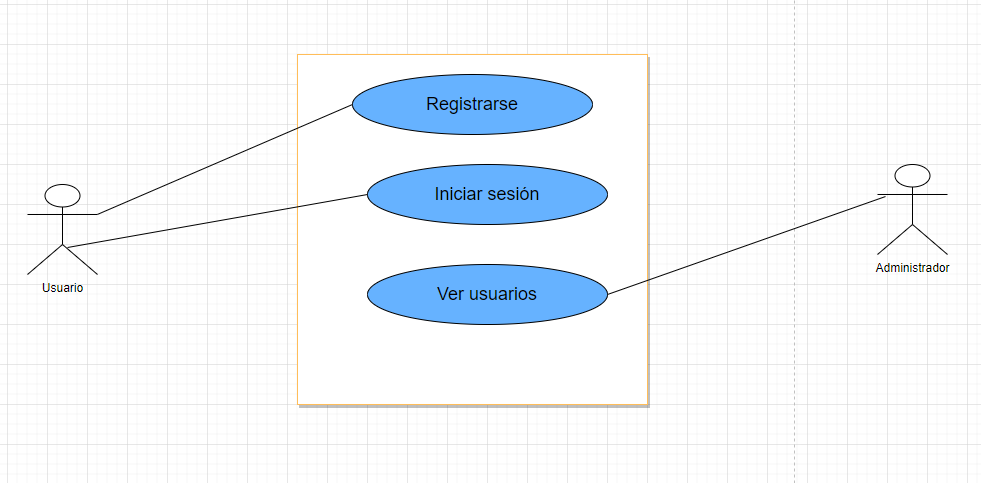 Registrarse
Iniciar sesión
Ver usuarios
Usuario
Administrador